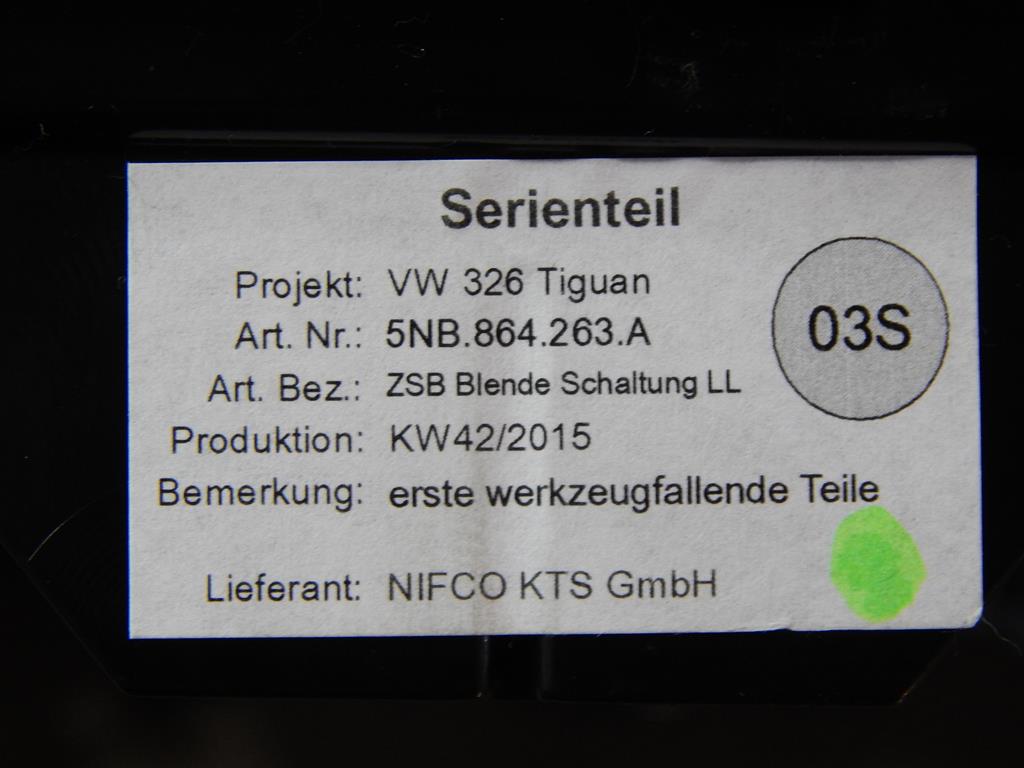 Serienteil
Projekt: VW 326 Tiguan
Art. Nr.: 5NB.864.263.A
03S
Art. Bez.: ZSB Blende Schaltung LL
Produktion: KW42/2015
Bemerkung: erste werkzeugfallende Teile
Lieferant: NIFCO KTS GmbH